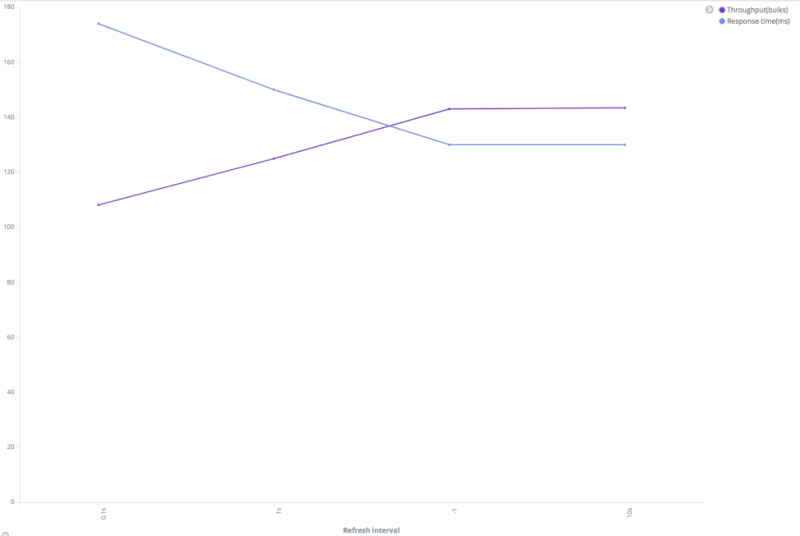 180
Throughput(bulks)
Response time(ms)
160
140
120
100
80
60
40
20
0
0.1s
1s
-1
10s
Refresh interval